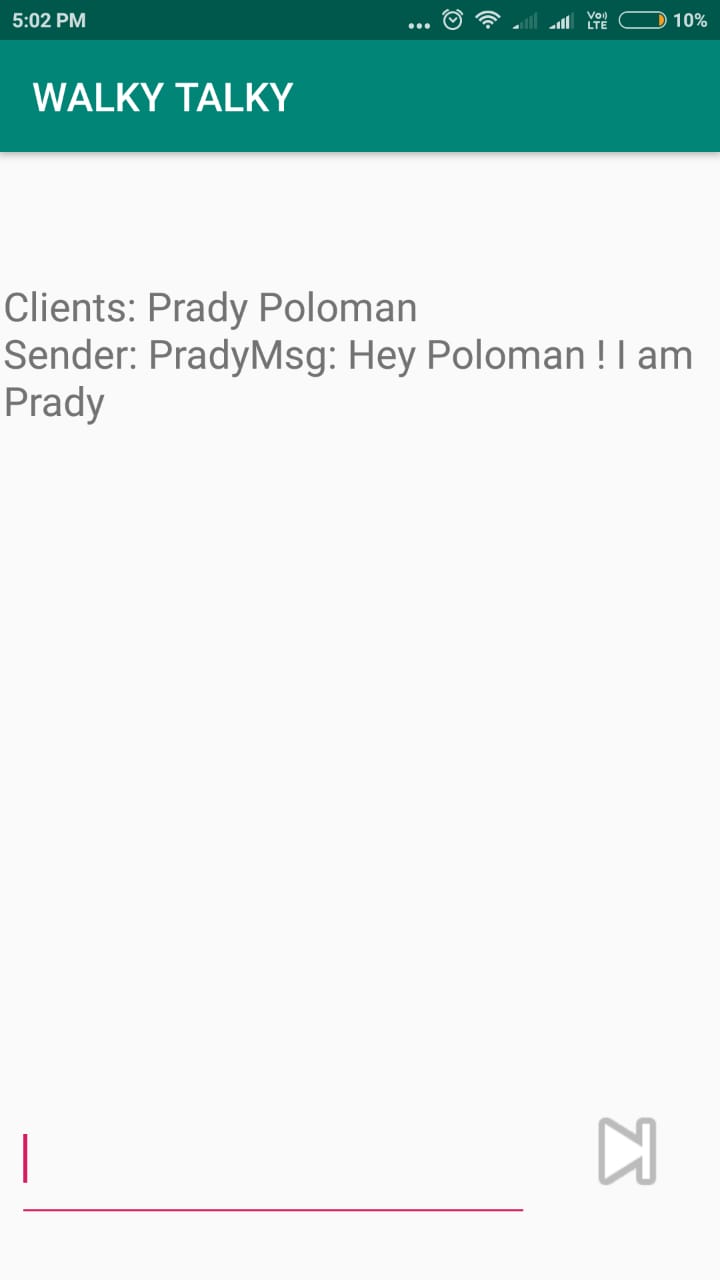 5:02 PM
Vo) LTE
10%
WALKY TALKY
Clients: Prady Poloman
Sender: PradyMsg: Hey Poloman ! I am
Prady